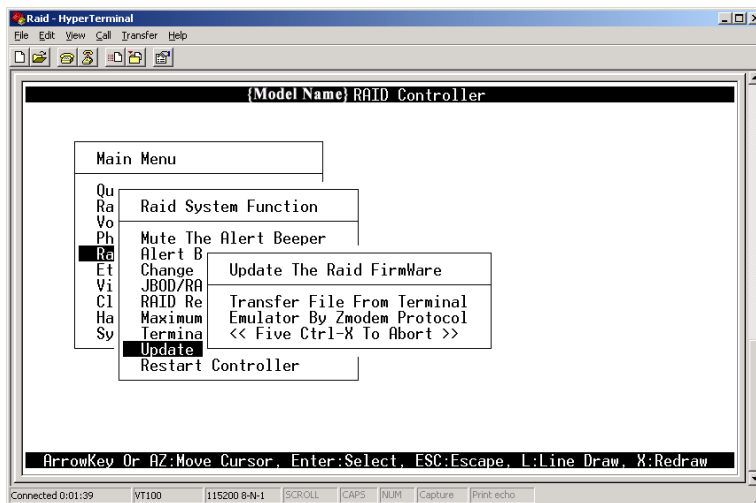 Raid - HyperTerminal
File Edit View Call Transfer Help
{Model Name} RAID Controller
Main Menu
Qu
Ra
Vo
Ph
Ra
Et
Vi
Cl
Ha
Sy
Raid System Function
Mute The Alert Beeper
Alert B
Change
JBOD/RA
RAID Re
Maximum
Termina
Update
Restart Controller
Update The Raid FirmWare
Transfer File From Terminal
Emulator By Zmodem Protocol
<< Five Ctrl-X To Abort >>
ArrowKey Or AZ:Move Cursor, Enter:Select, ESC:Escape, L:Line Draw, X:Redraw
Connected 0:01:39 VT100 115200 8-N-1 SCROLL CAPS NUM Capture Print echo